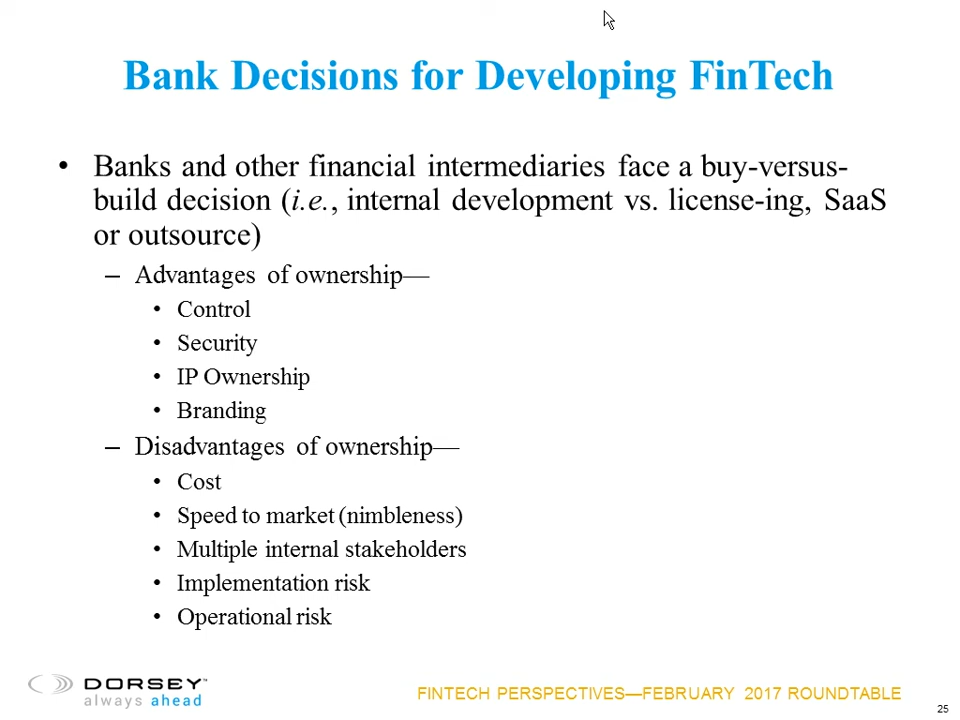 Bank Decisions for Developing FinTech
• Banks and other financial intermediaries face a buy-versus-
build decision (i.e., internal development vs. license-ing, SaaS
or outsource)
– Advantages of ownership—
• Control
• Security
• IP Ownership
• Branding
– Disadvantages of ownership—
• Cost
• Speed to market (nimbleness)
• Multiple internal stakeholders
• Implementation risk
• Operational risk
DORSEY™
always ahead
FINTECH PERSPECTIVES—FEBRUARY 2017 ROUNDTABLE
25